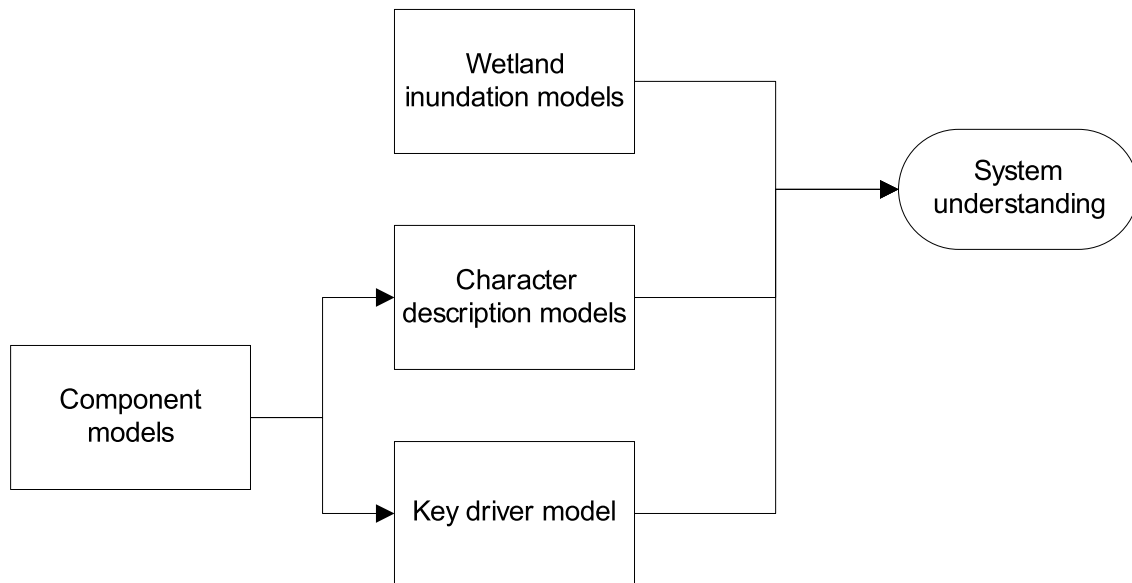 Wetland
inundation models
System
understanding
Character
description models
Component
models
Key driver model